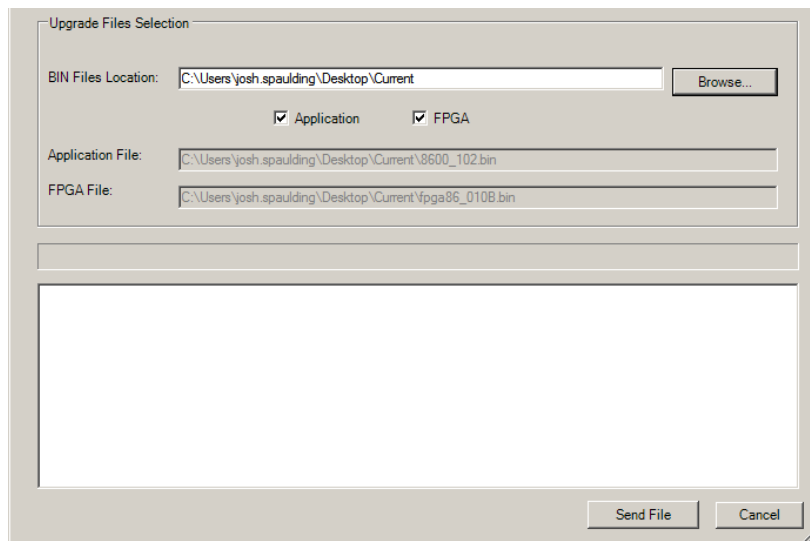 Upgrade Files Selection
BIN Files Location: C:\Users\josh.spaulding\Desktop\Current Browse...
Application FPGA
Application File: C:\Users\josh.spaulding\Desktop\Current\8600_102.bin
FPGA File: C:\Users\josh.spaulding\Desktop\Current\fpga86_010B.bin
Send File Cancel